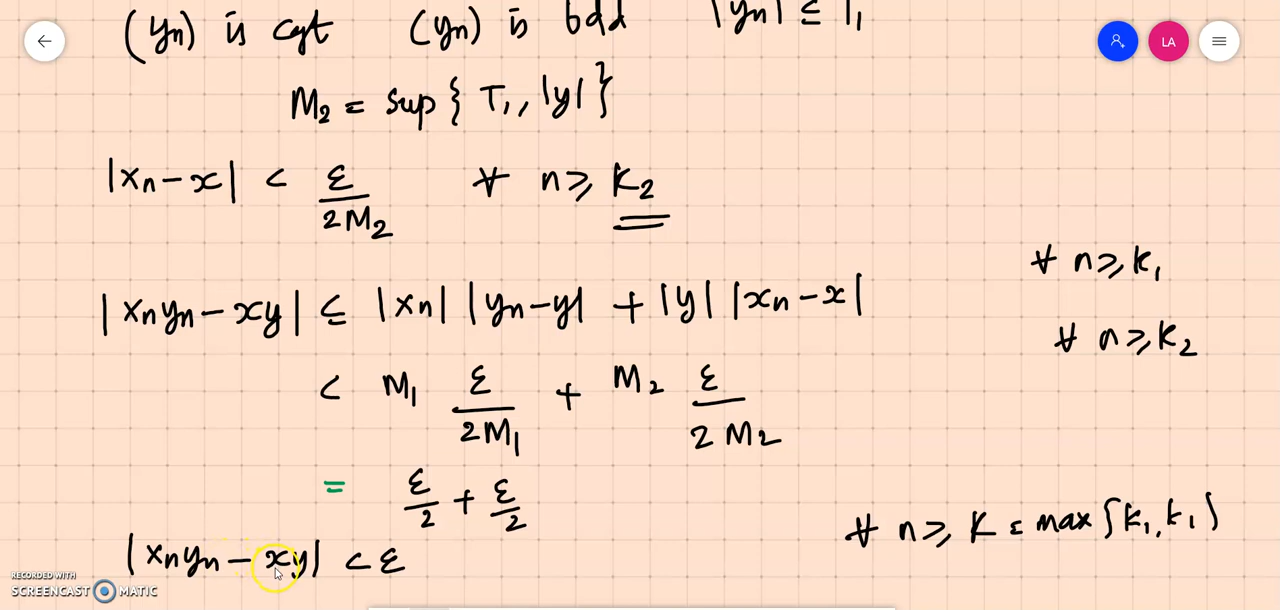 (yn) is cgt (yn) is bdd |yn| ≤ T₁
LA
M₂ = sup { T₁, |y| }
|xn - x| < ε/2M₂ ∀ n ≥ K₂
∀ n ≥ K₁
|xnyn - xy| ≤ |xn| |yn - y| + |y| |xn - x|
∀ n ≥ K₂
< M₁ ε/2M₁ + M₂ ε/2M₂
= ε/2 + ε/2
∀ n ≥ K = max {K₁, K₁}
|xnyn - xy| < ε
RECORDED WITH
SCREENCAST MATIC